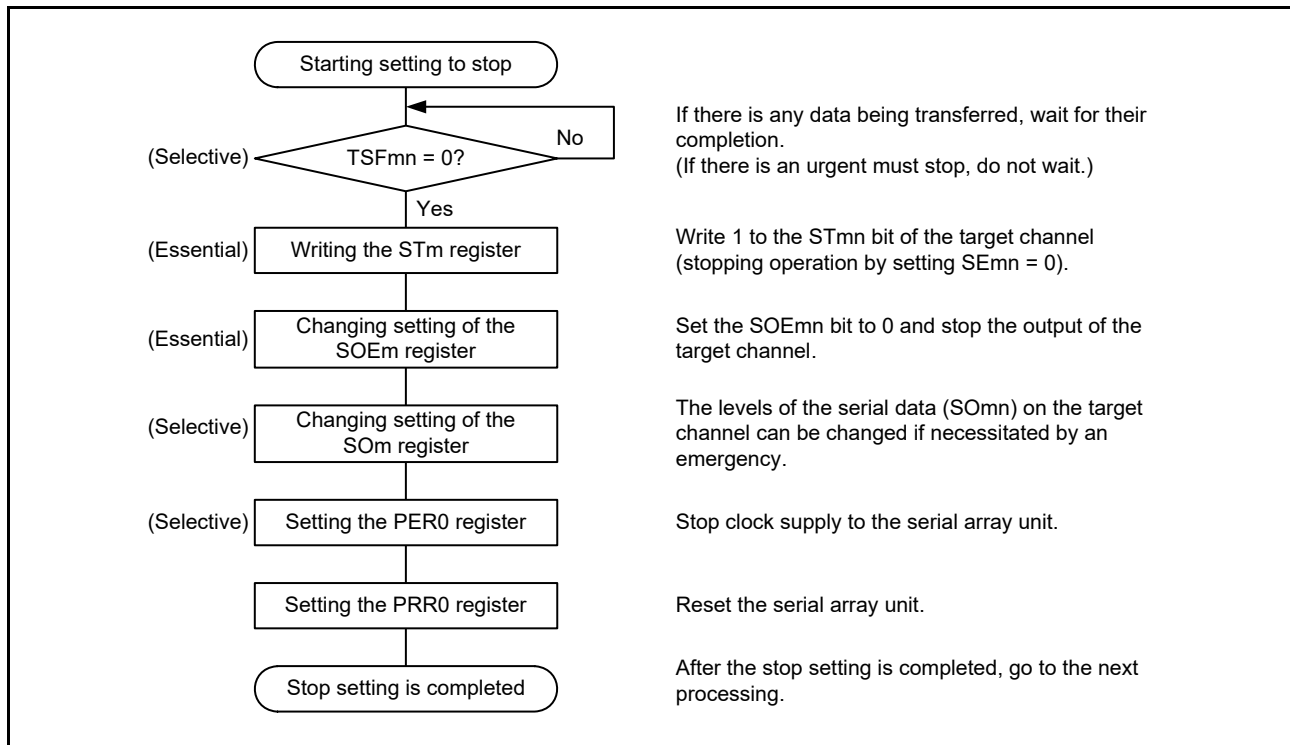 Starting setting to stop
If there is any data being transferred, wait for their
completion.
(If there is an urgent must stop, do not wait.)
(Selective)
TSFmn = 0?
No
Yes
(Essential)
Writing the STm register
Write 1 to the STmn bit of the target channel
(stopping operation by setting SEmn = 0).
(Essential)
Changing setting of the
SOEm register
Set the SOEmn bit to 0 and stop the output of the
target channel.
(Selective)
Changing setting of the
SOm register
The levels of the serial data (SOmn) on the target
channel can be changed if necessitated by an
emergency.
(Selective)
Setting the PER0 register
Stop clock supply to the serial array unit.
Setting the PRR0 register
Reset the serial array unit.
Stop setting is completed
After the stop setting is completed, go to the next
processing.